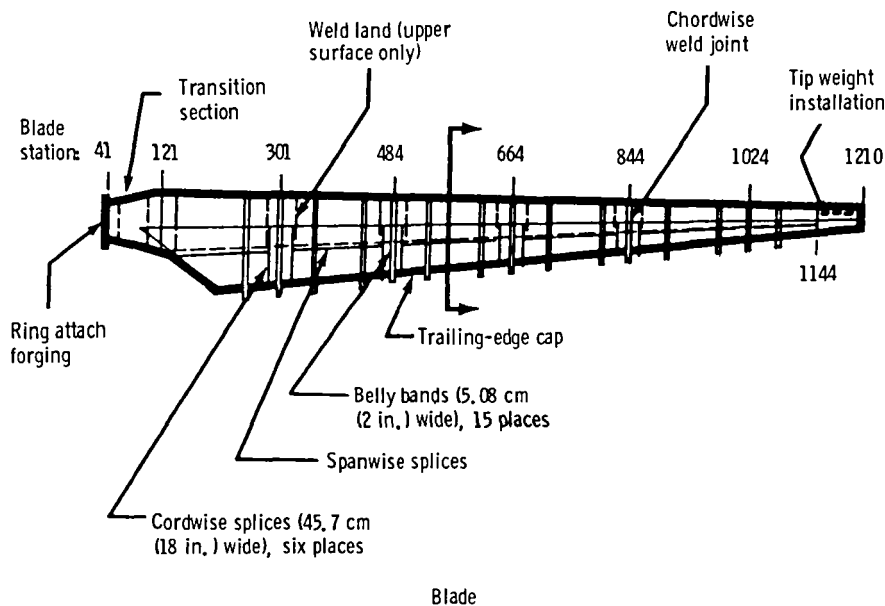 Weld land (upper
surface only)
Chordwise
weld joint
Transition
section
Tip weight
installation
Blade
station:
41
121
301
484
664
844
1024
1210
1144
Ring attach
forging
Trailing-edge cap
Belly bands (5.08 cm
(2 in.) wide), 15 places
Spanwise splices
Cordwise splices (45.7 cm
(18 in.) wide), six places
Blade